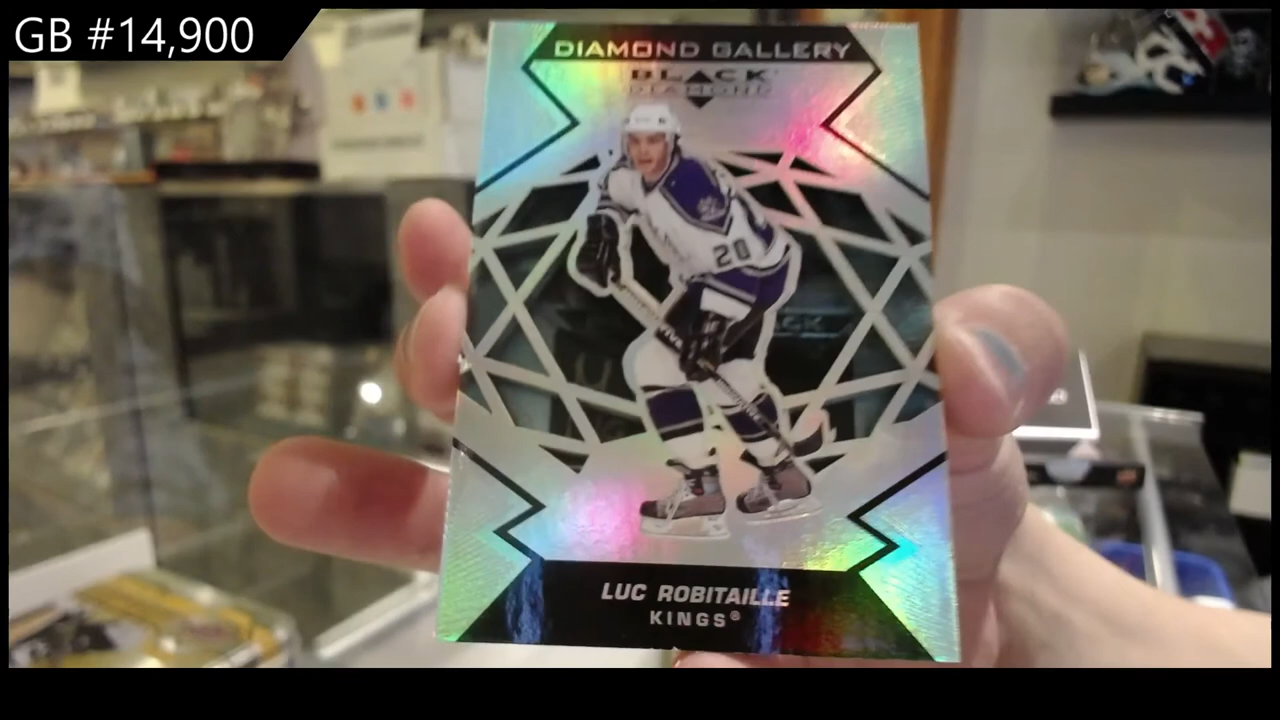 GB #14,900
DIAMOND GALLERY
BLACK
DIAMOND
20
LUC ROBITAILLE
KINGS®